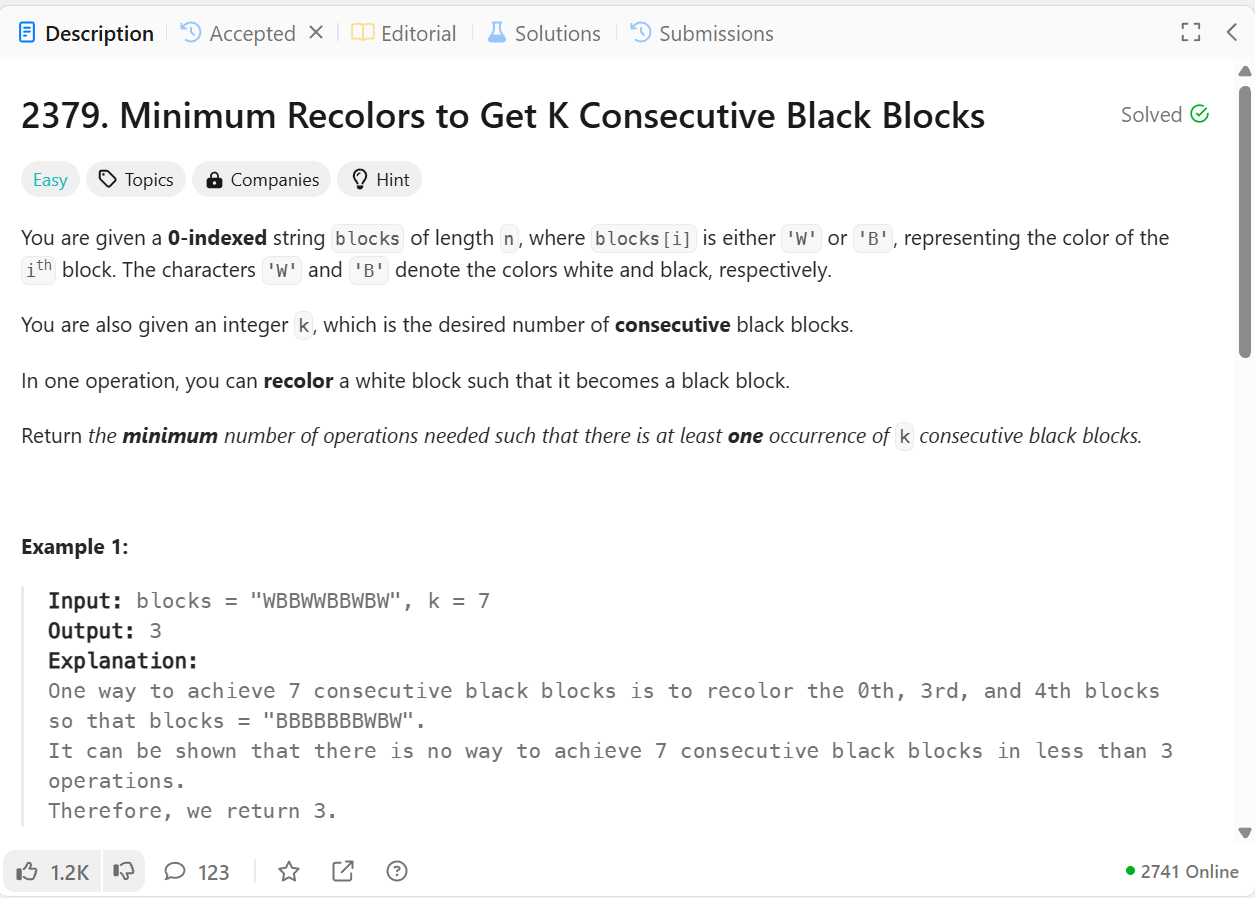 Description Accepted Editorial Solutions Submissions
2379. Minimum Recolors to Get K Consecutive Black Blocks Solved
Easy Topics Companies Hint
You are given a 0-indexed string blocks of length n, where blocks[i] is either 'W' or 'B', representing the color of the
ith block. The characters 'W' and 'B' denote the colors white and black, respectively.
You are also given an integer k, which is the desired number of consecutive black blocks.
In one operation, you can recolor a white block such that it becomes a black block.
Return the minimum number of operations needed such that there is at least one occurrence of k consecutive black blocks.
Example 1:
Input: blocks = "WBBWWBBWBW", k = 7
Output: 3
Explanation:
One way to achieve 7 consecutive black blocks is to recolor the 0th, 3rd, and 4th blocks
so that blocks = "BBBBBBBWBW".
It can be shown that there is no way to achieve 7 consecutive black blocks in less than 3
operations.
Therefore, we return 3.
1.2K 123 2741 Online